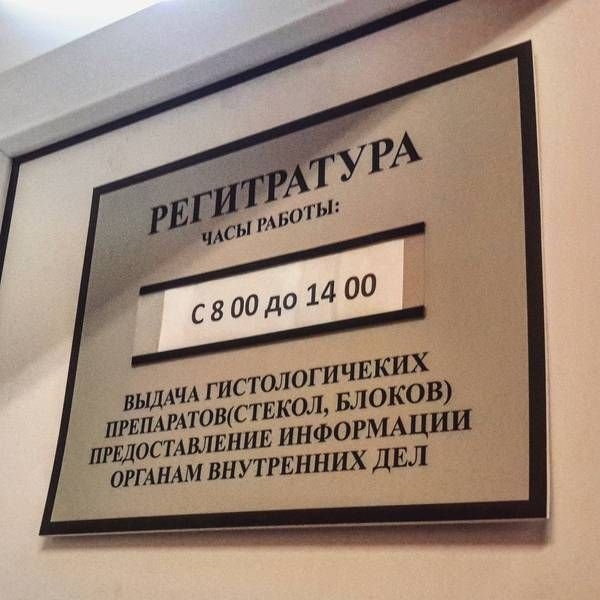 РЕГИТРАТУРА
ЧАСЫ РАБОТЫ:
С 8 00 до 14 00
ВЫДАЧА ГИСТОЛОГИЧЕКИХ
ПРЕПАРАТОВ(СТЕКОЛ, БЛОКОВ)
ПРЕДОСТАВЛЕНИЕ ИНФОРМАЦИИ
ОРГАНАМ ВНУТРЕННИХ ДЕЛ